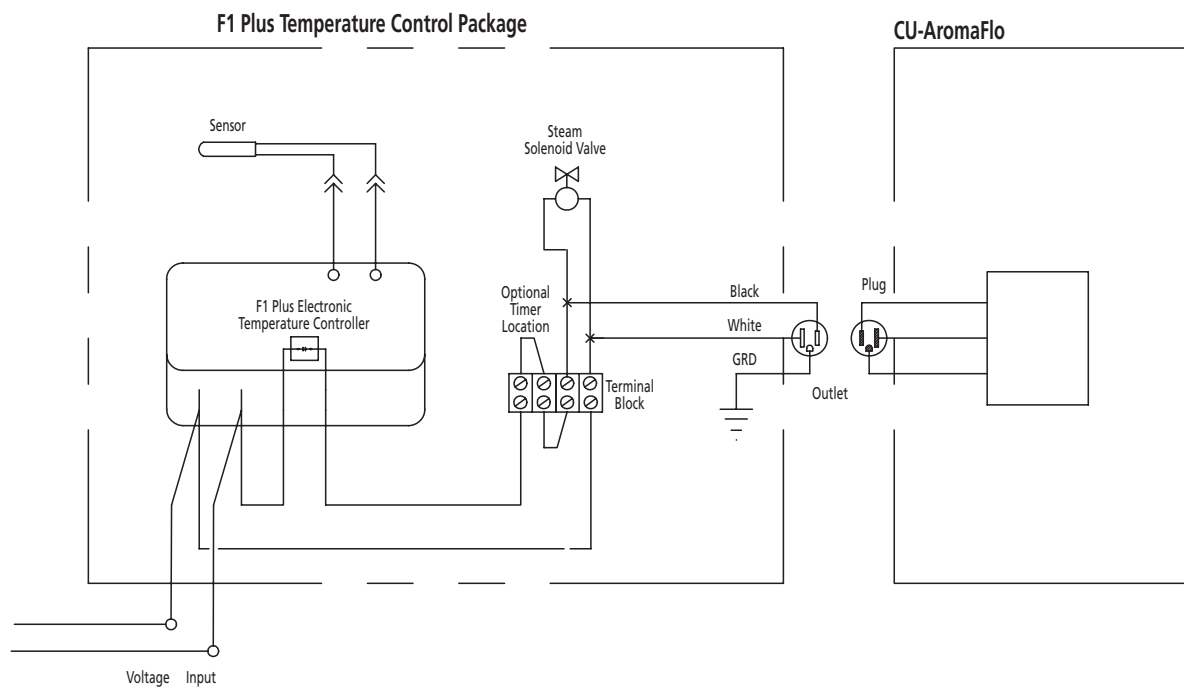 F1 Plus Temperature Control Package
CU-AromaFlo
Sensor
Steam
Solenoid Valve
F1 Plus Electronic
Temperature Controller
Optional
Timer
Location
Black
White
GRD
Plug
Outlet
Terminal
Block
Voltage Input